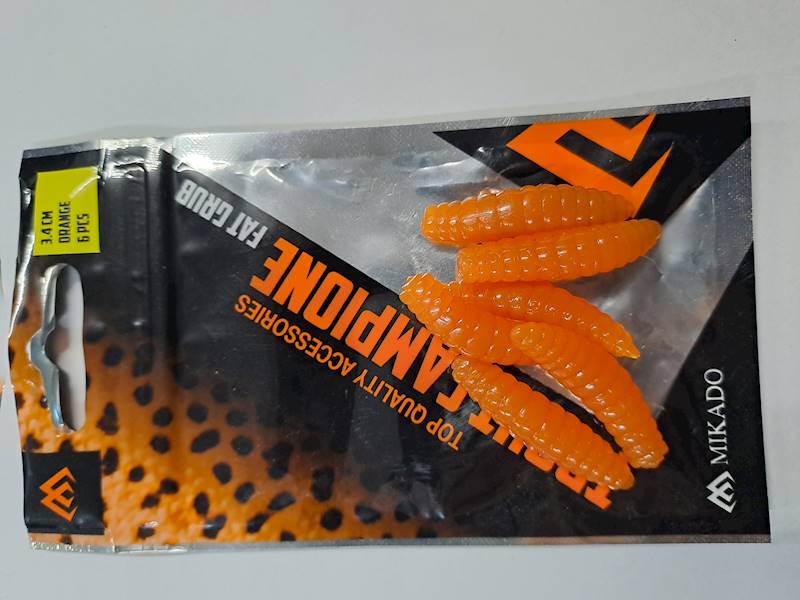 3.4 CM
ORANGE
6 PCS
FAT GRUB
TROUT CAMPIONE
TOP QUALITY ACCESSORIES
MIKADO